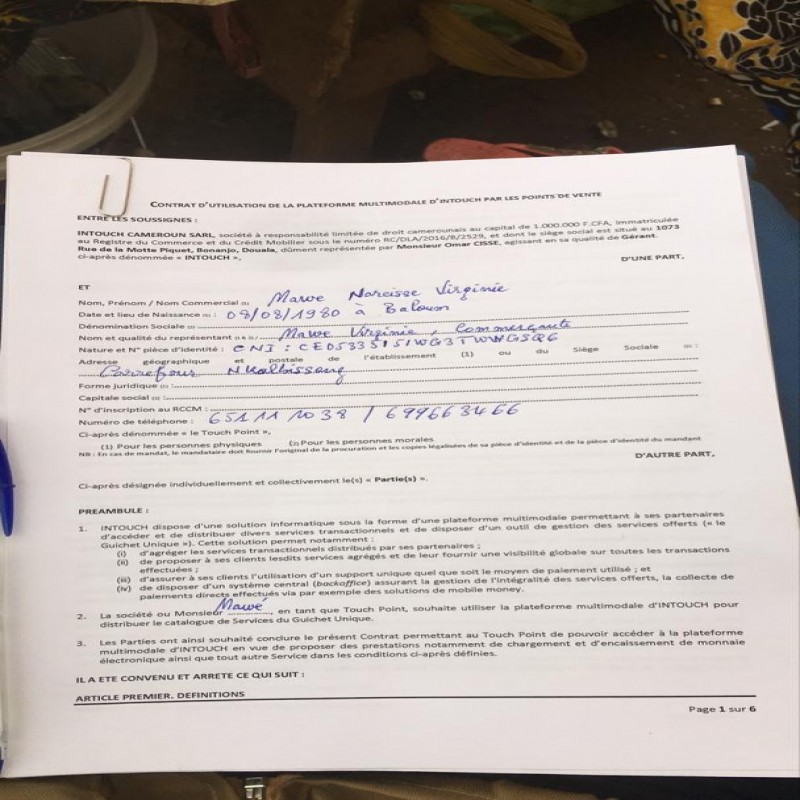 CONTRAT D'UTILISATION DE LA PLATEFORME MULTIMODALE D'INTOUCH PAR LES POINTS DE VENTE
ENTRE LES SOUSSIGNES :
INTOUCH CAMEROUN SARL, société à responsabilité limitée de droit camerounais au capital de 1.000.000 F.CFA, immatriculée
au Registre du Commerce et du Crédit Mobilier sous le numéro RC/DLA/2016/B/2529, et dont le siège social est situé au 1073
Rue de la Motte Piquet, Bonanjo, Douala, dûment représentée par Monsieur Omar CISSE, agissant en sa qualité de Gérant.
ci-après dénommée « INTOUCH »,
D'UNE PART,
ET
Nom, Prénom / Nom Commercial (1) Mawe Narcisse Virginie
Date et lieu de Naissance (1) : 08/08/1980 à Baloum
Dénomination Sociale (2)
Nom et qualité du représentant (1 & 2) Mawe Virginie, Commerçante
Nature et N° pièce d'identité : CNI :
Adresse géographique et postale de l'établissement (1) ou du Siège Sociale (2) :
Carrefour Nkolbissong
Forme juridique (2) :
Capitale social (2) :
N° d'inscription au RCCM :
Numéro de téléphone : 651 11 10 38 / 699663466
Ci-après dénommée « le Touch Point »,
(1) Pour les personnes physiques (2) Pour les personnes morales
NB : En cas de mandat, le mandataire doit fournir l'original de la procuration et les copies légalisées de sa pièce d'identité et de la pièce d'identité du mandant
D'AUTRE PART,
Ci-après désignée individuellement et collectivement le(s) « Partie(s) ».
PREAMBULE :
1. INTOUCH dispose d'une solution informatique sous la forme d'une plateforme multimodale permettant à ses partenaires
d'accéder et de distribuer divers services transactionnels et de disposer d'un outil de gestion des services offerts (« le
Guichet Unique »). Cette solution permet notamment :
(i) d'agréger les services transactionnels distribués par ses partenaires ;
(ii) de proposer à ses clients lesdits services agrégés et de leur fournir une visibilité globale sur toutes les transactions
effectuées ;
(iii) d'assurer à ses clients l'utilisation d'un support unique quel que soit le moyen de paiement utilisé ; et
(iv) de disposer d'un système central (backoffice) assurant la gestion de l'intégralité des services offerts, la collecte de
paiements directs effectués via par exemple des solutions de mobile money.
2. La société ou Monsieur Mawé, en tant que Touch Point, souhaite utiliser la plateforme multimodale d'INTOUCH pour
distribuer le catalogue de Services du Guichet Unique.
3. Les Parties ont ainsi souhaité conclure le présent Contrat permettant au Touch Point de pouvoir accéder à la plateforme
multimodale d'INTOUCH en vue de proposer des prestations notamment de chargement et d'encaissement de monnaie
électronique ainsi que tout autre Service dans les conditions ci-après définies.
IL A ETE CONVENU ET ARRETE CE QUI SUIT :
ARTICLE PREMIER. DEFINITIONS
Page 1 sur 6